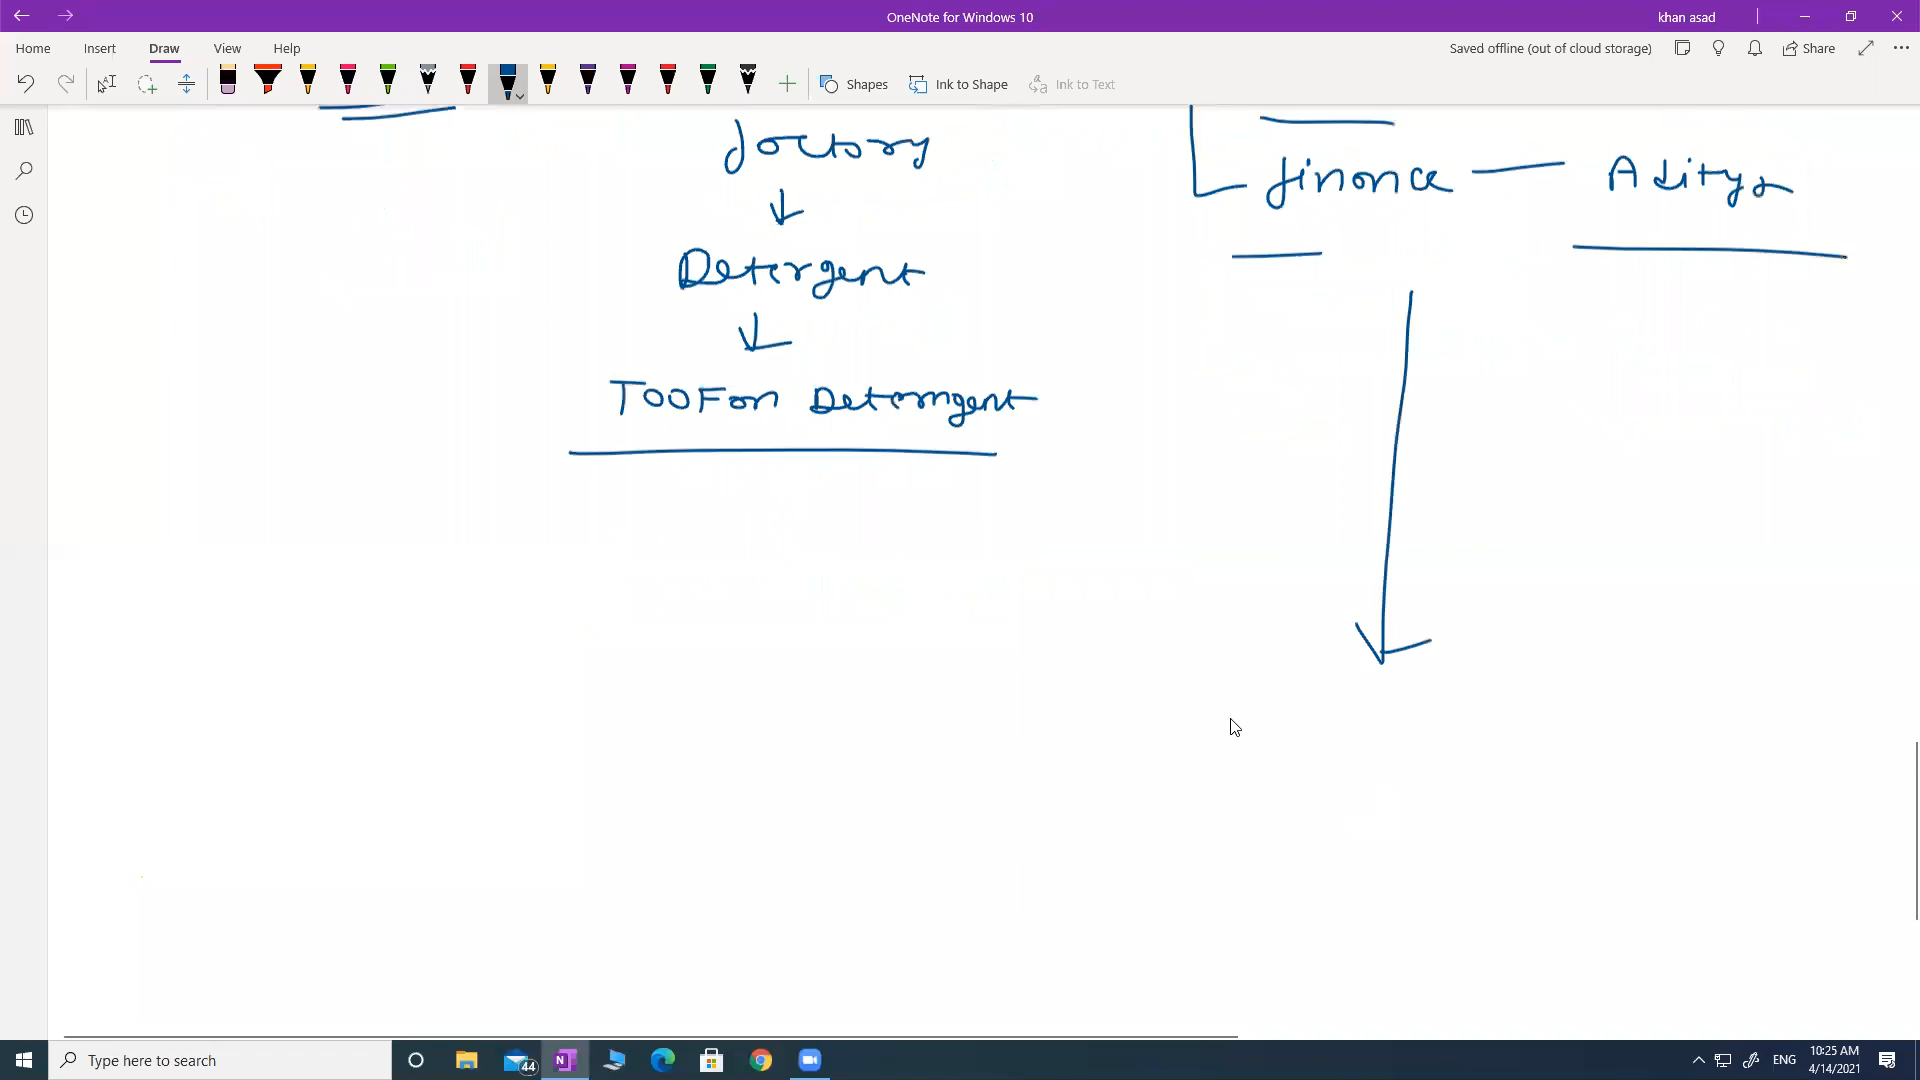 OneNote for Windows 10
khan asad
Home Insert Draw View Help
Saved offline (out of cloud storage)
Share
Shapes
Ink to Shape
Ink to Text
factory
↓
Detergent
↓
TOOFan Detemgent
finance — Aditya
Type here to search
44
ENG
10:25 AM
4/14/2021